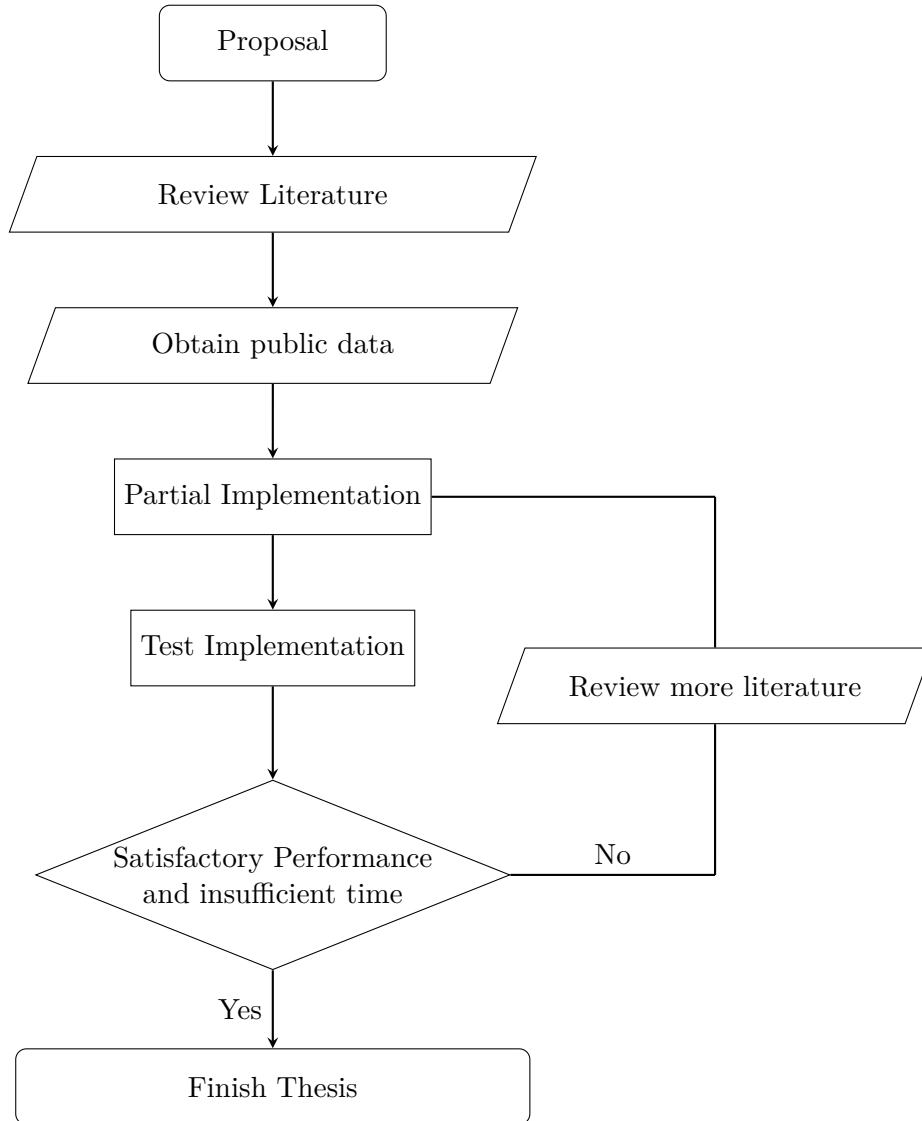 Proposal
Review Literature
Obtain public data
Partial Implementation
Test Implementation
Review more literature
Satisfactory Performance
and insufficient time
No
Yes
Finish Thesis